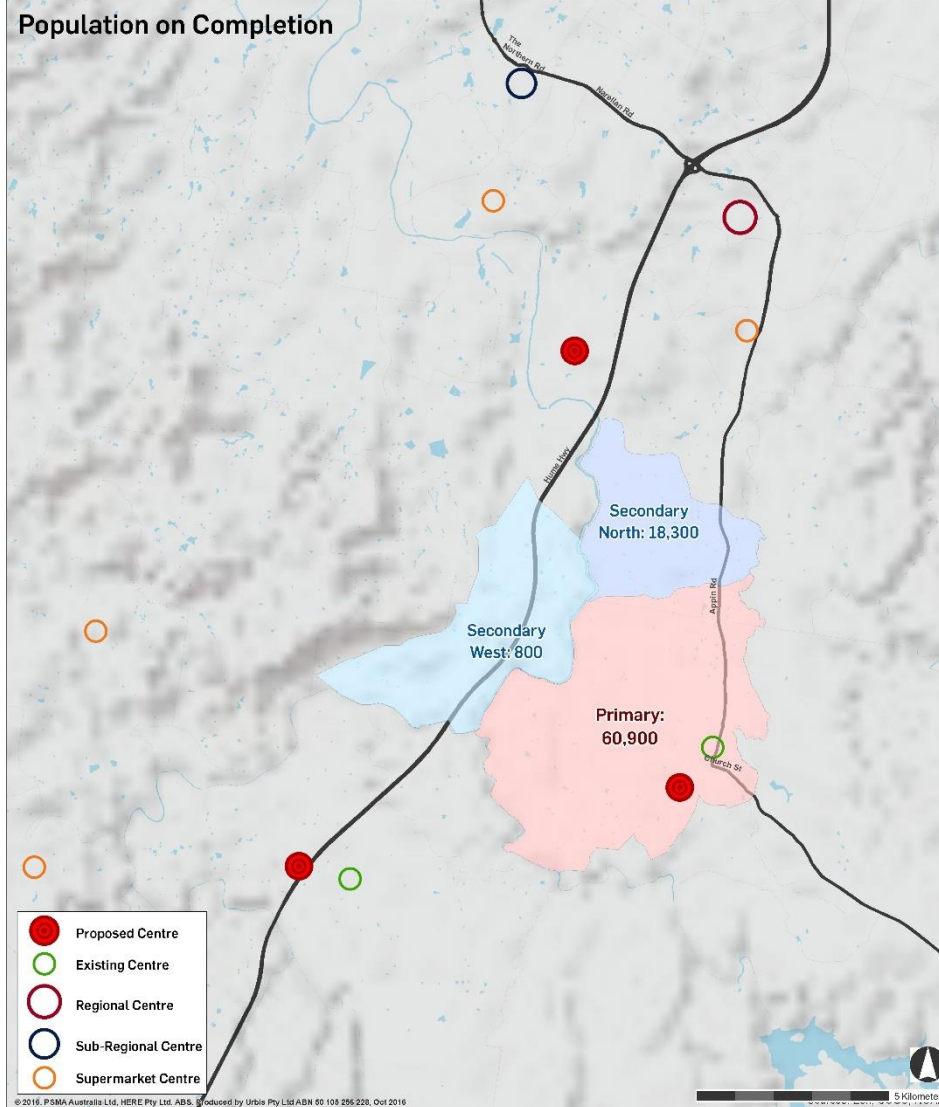 Population on Completion
The
Northern Rd
Narellan Rd
Hume Hwy
Secondary
North: 18,300
Appin Rd
Secondary
West: 800
Primary:
60,900
Church St
Proposed Centre
Existing Centre
Regional Centre
Sub-Regional Centre
Supermarket Centre
© 2016. PSMA Australia Ltd, HERE Pty Ltd. ABS. Produced by Urbis Pty Ltd ABN 50 105 256 228, Oct 2016
5 Kilomete